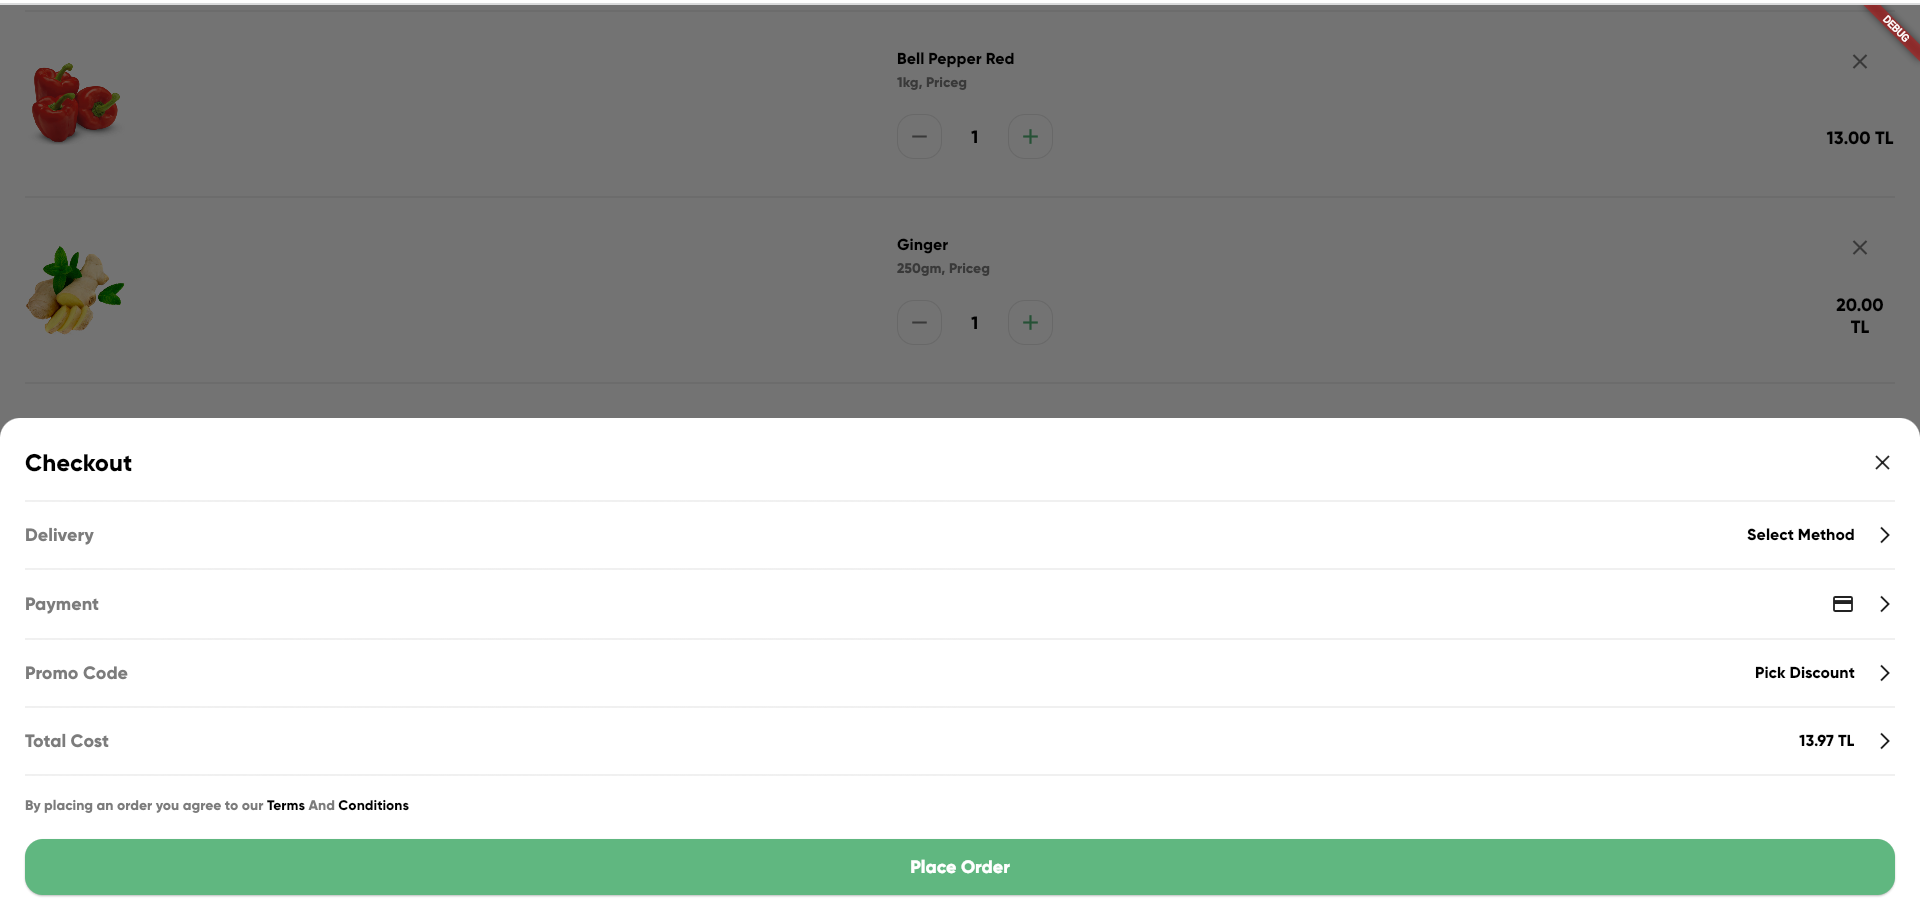 DEBUG
Bell Pepper Red
1kg, Priceg
1
13.00 TL
Ginger
250gm, Priceg
1
20.00
TL
Checkout
Delivery
Select Method
Payment
Promo Code
Pick Discount
Total Cost
13.97 TL
By placing an order you agree to our Terms And Conditions
Place Order